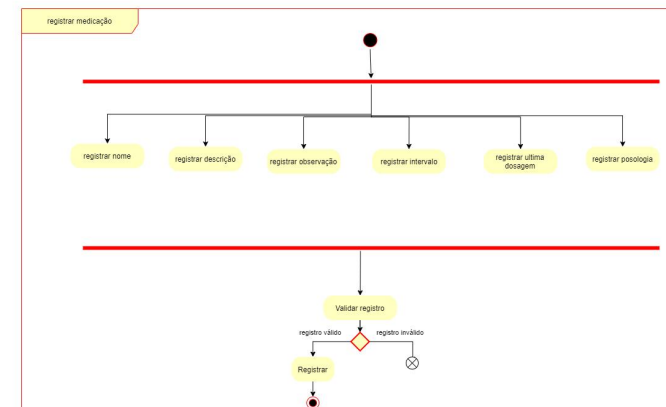 registrar medicação
registrar nome
registrar descrição
registrar observação
registrar intervalo
registrar ultima
dosagem
registrar posologia
Validar registro
registro válido
registro inválido
Registrar